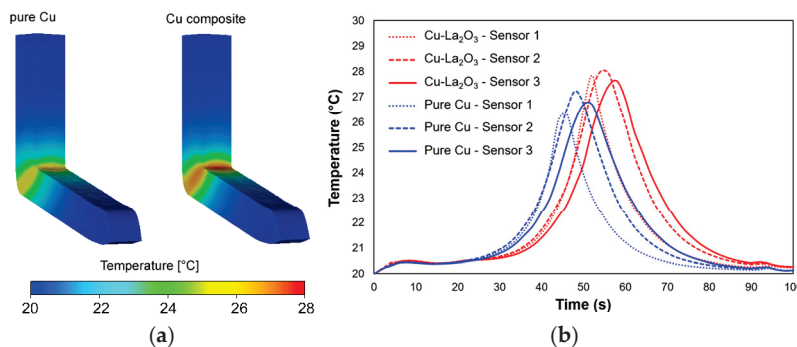 pure Cu
Cu composite
Temperature [°C]
20
22
24
26
28
(a)
Cu-La₂O₃ - Sensor 1
Cu-La₂O₃ - Sensor 2
Cu-La₂O₃ - Sensor 3
Pure Cu - Sensor 1
Pure Cu - Sensor 2
Pure Cu - Sensor 3
Temperature (°C)
30
29
28
27
26
25
24
23
22
21
20
0
10
20
30
40
50
60
70
80
90
10
Time (s)
(b)